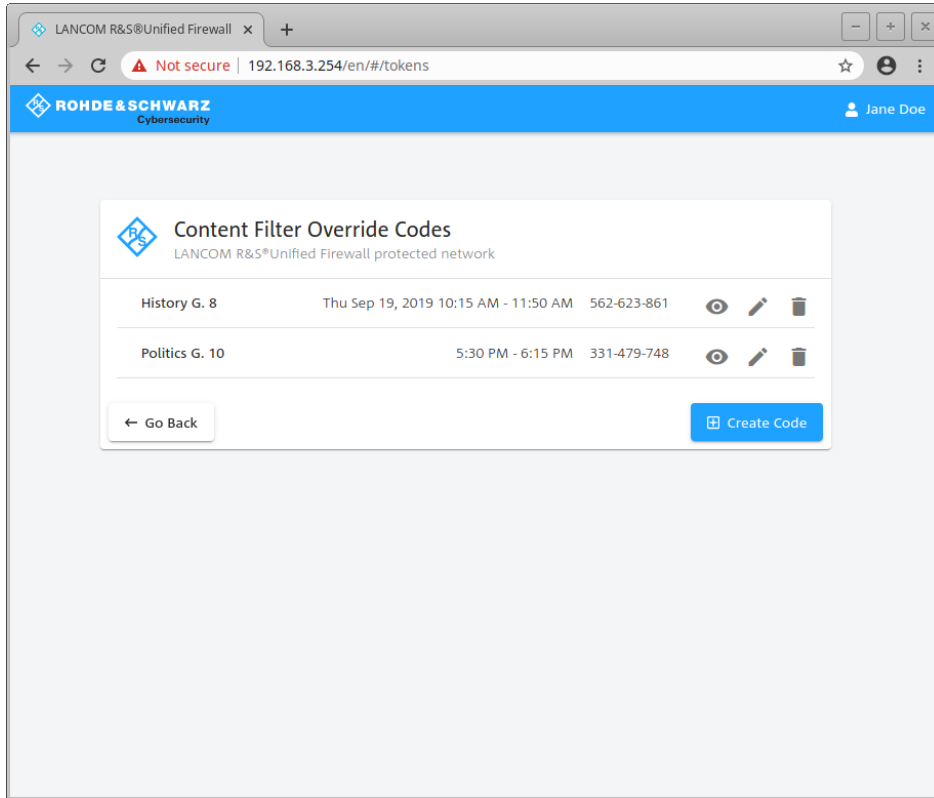 LANCOM R&S®Unified Firewall
Not secure | 192.168.3.254/en/#/tokens
ROHDE&SCHWARZ
Cybersecurity
Jane Doe
R S
Content Filter Override Codes
LANCOM R&S®Unified Firewall protected network
History G. 8 Thu Sep 19, 2019 10:15 AM - 11:50 AM 562-623-861
Politics G. 10 5:30 PM - 6:15 PM 331-479-748
← Go Back
Create Code